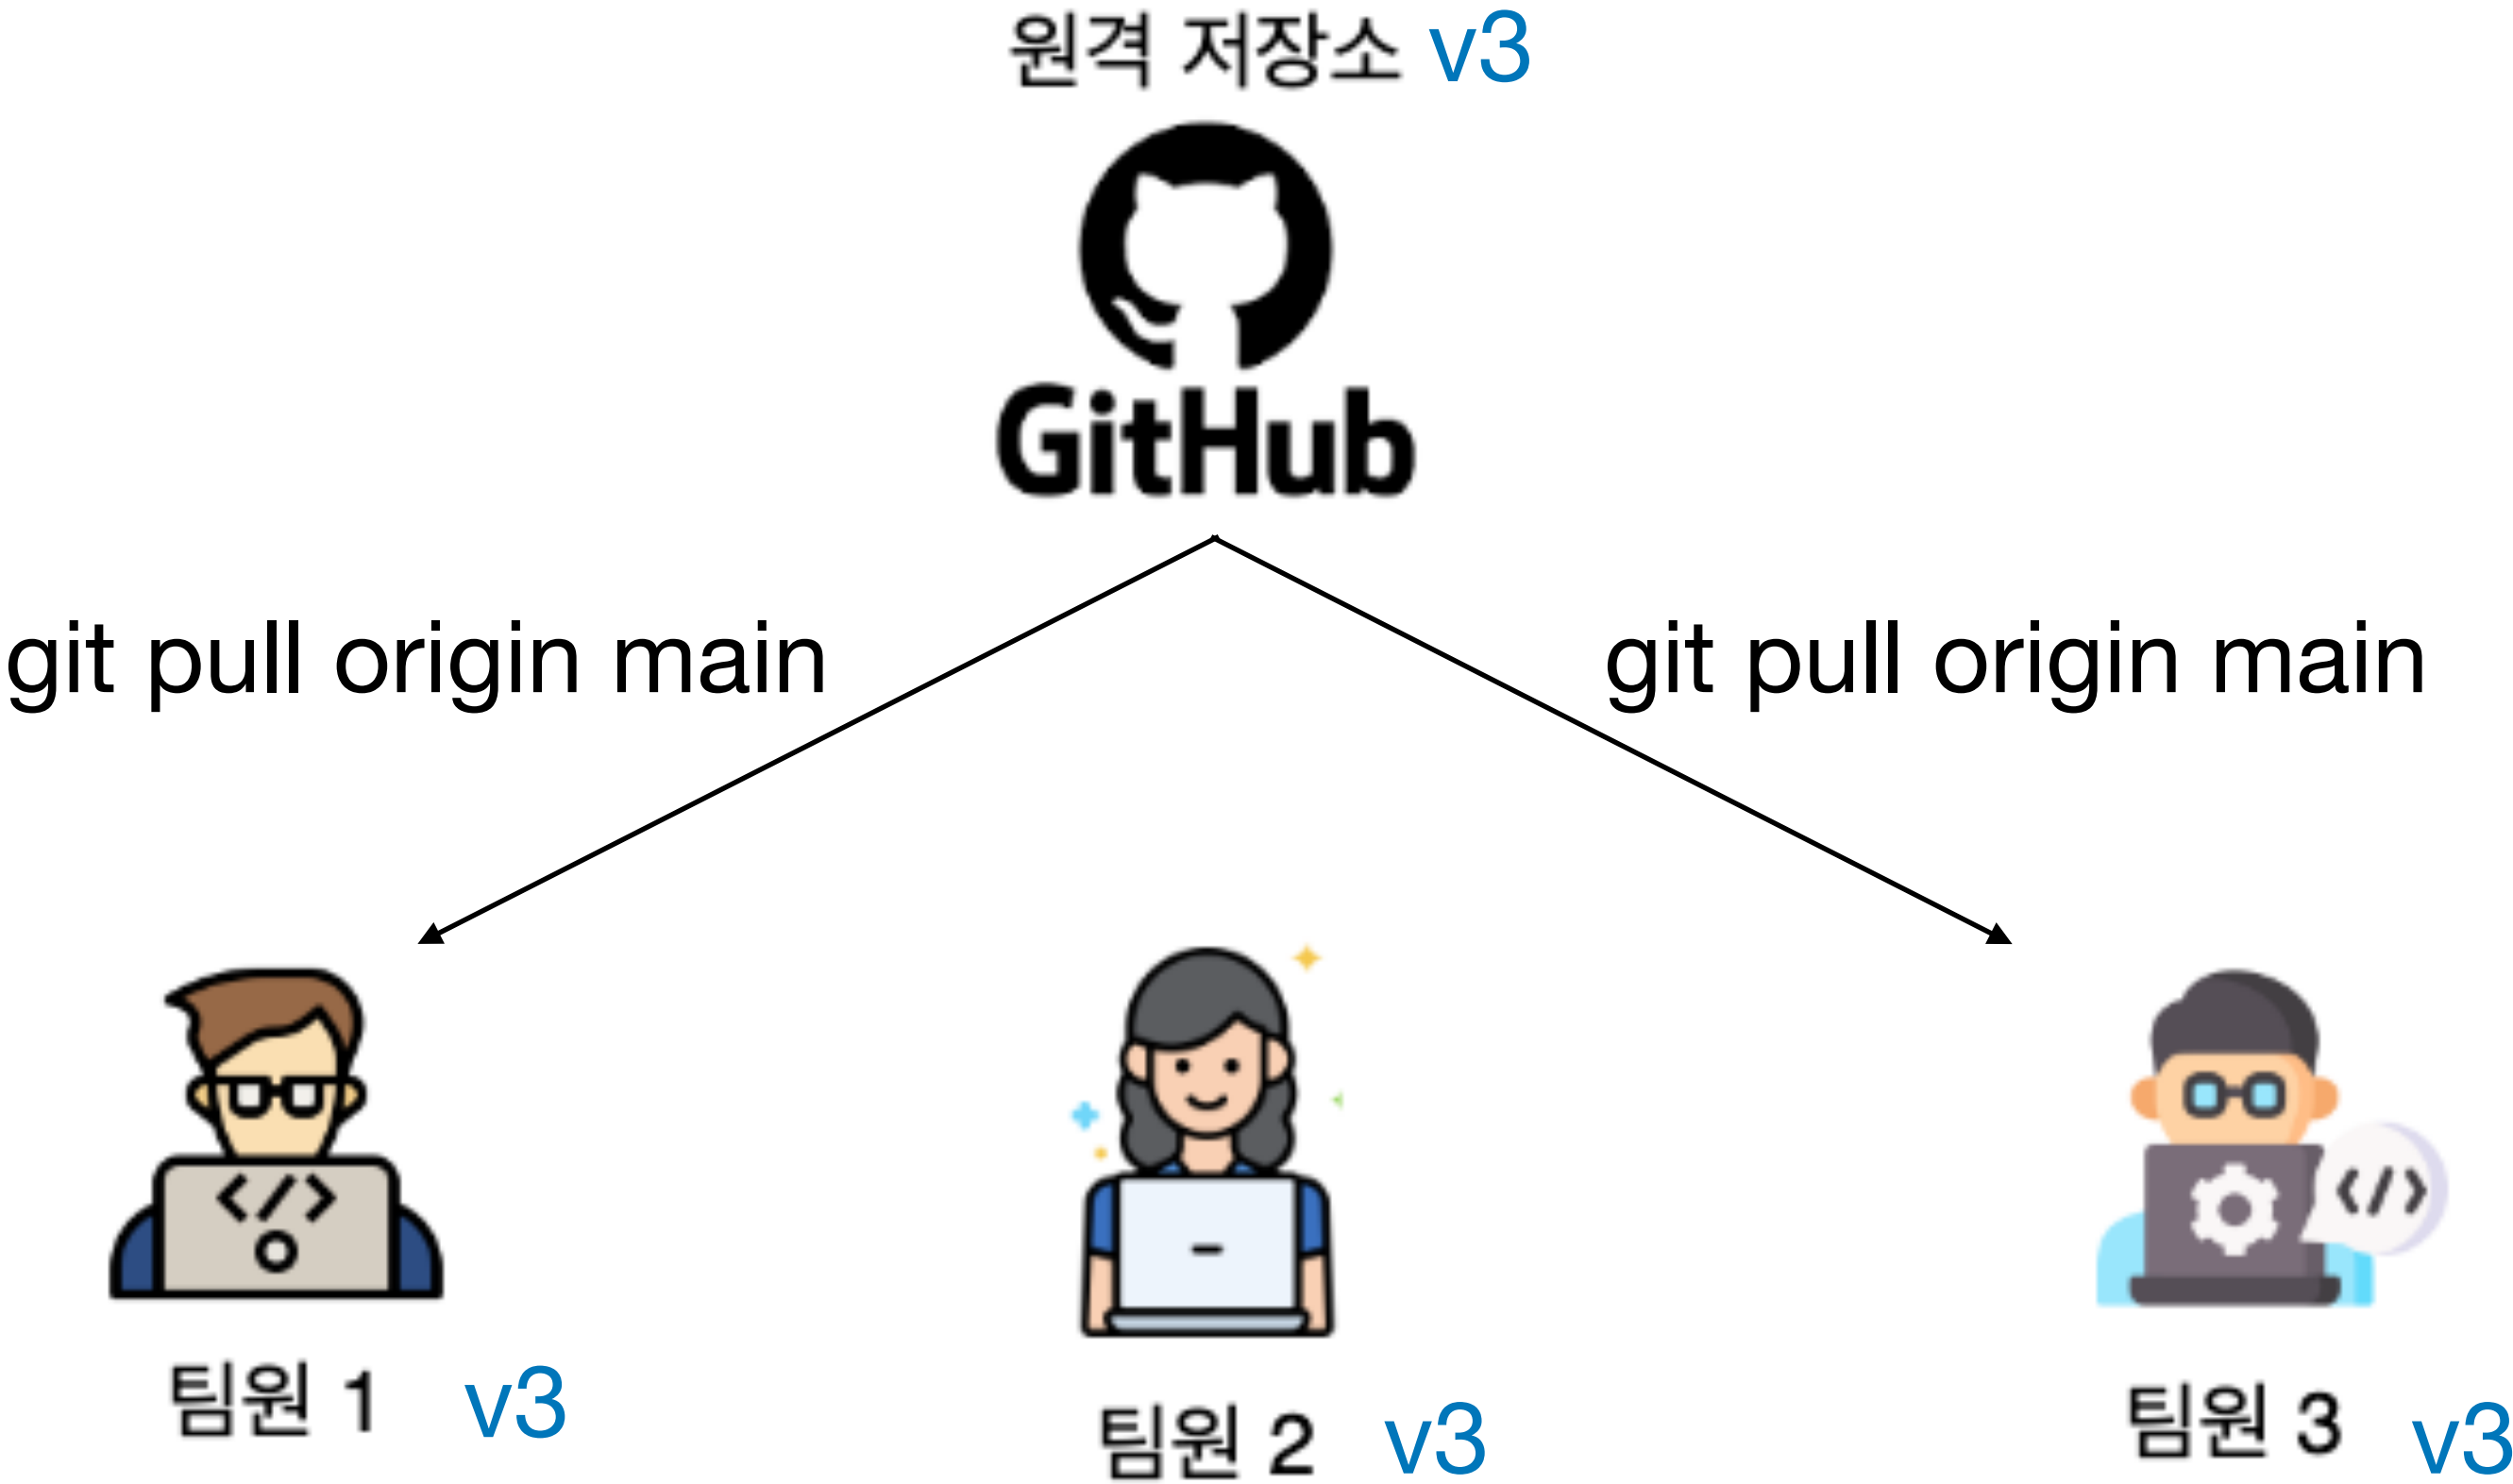 원격 저장소 v3
GitHub
git pull origin main
git pull origin main
</>
</>
팀원 1 v3
팀원 2 v3
팀원 3 v3